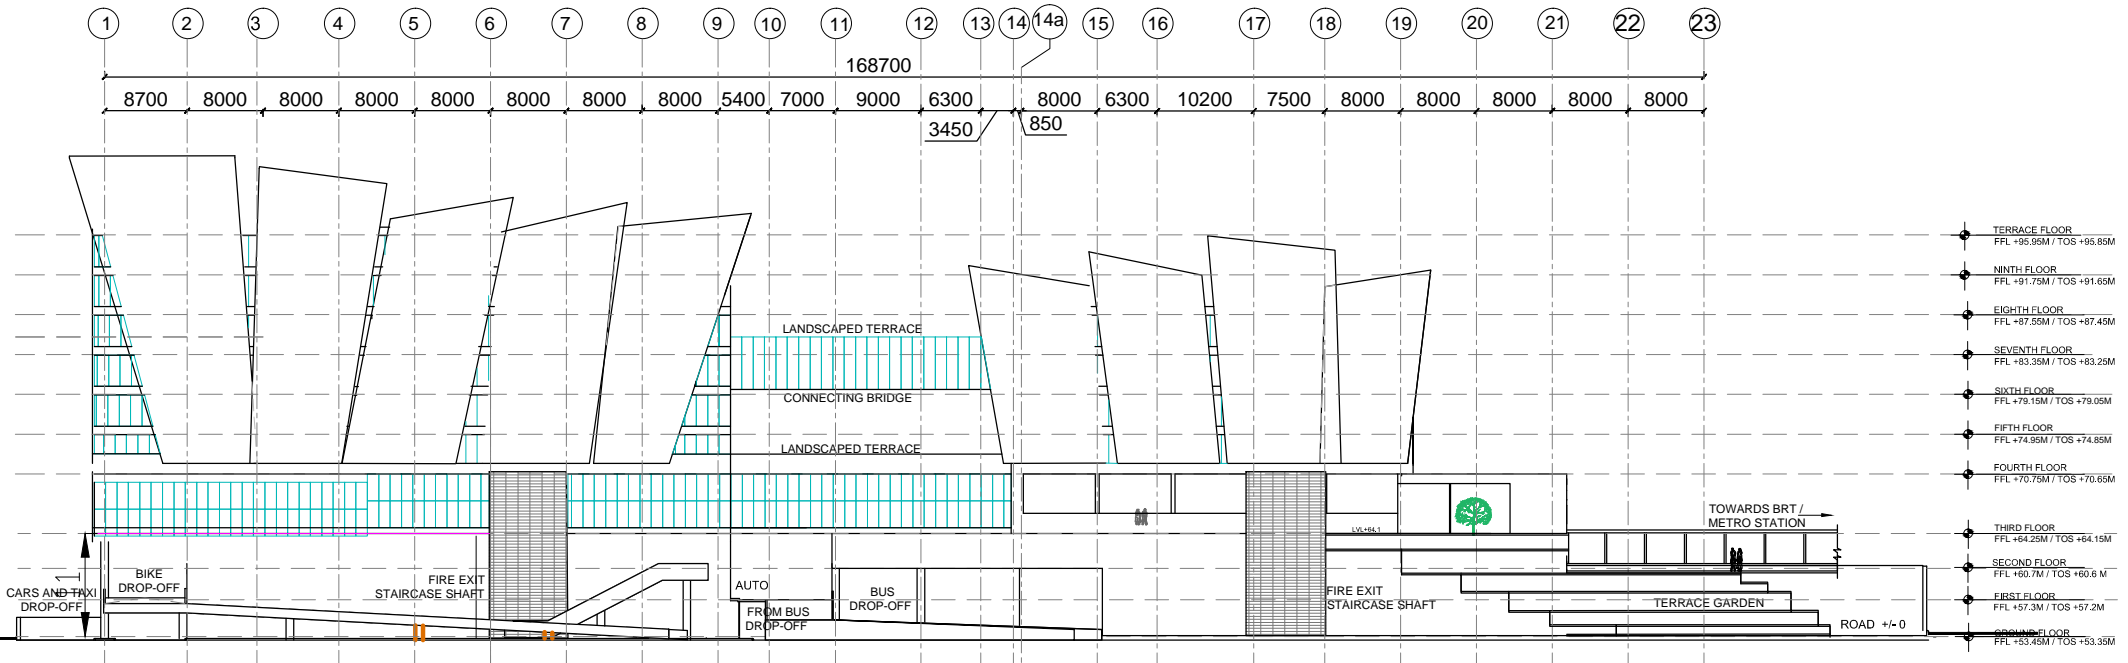 1 2 3 4 5 6 7 8 9 10 11 12 13 14 14a 15 16 17 18 19 20 21 22 23
168700
8700 8000 8000 8000 8000 8000 8000 8000 5400 7000 9000 6300 8000 6300 10200 7500 8000 8000 8000 8000 8000
3450 850
TERRACE FLOOR
FFL +95.95M / TOS +95.85M
NINTH FLOOR
FFL +91.75M / TOS +91.65M
EIGHTH FLOOR
FFL +87.55M / TOS +87.45M
LANDSCAPED TERRACE
SEVENTH FLOOR
FFL +83.35M / TOS +83.25M
SIXTH FLOOR
FFL +79.15M / TOS +79.05M
CONNECTING BRIDGE
FIFTH FLOOR
FFL +74.95M / TOS +74.85M
LANDSCAPED TERRACE
FOURTH FLOOR
FFL +70.75M / TOS +70.65M
TOWARDS BRT /
METRO STATION
LVL+64.1
THIRD FLOOR
FFL +64.25M / TOS +64.15M
SECOND FLOOR
FFL +60.7M / TOS +60.6 M
BIKE
DROP-OFF
CARS AND TAXI
DROP-OFF
11
FIRE EXIT
STAIRCASE SHAFT
AUTO
FROM BUS
DROP-OFF
BUS
DROP-OFF
FIRE EXIT
STAIRCASE SHAFT
TERRACE GARDEN
FIRST FLOOR
FFL +57.3M / TOS +57.2M
ROAD +/- 0
GROUND FLOOR
FFL +53.45M / TOS +53.35M